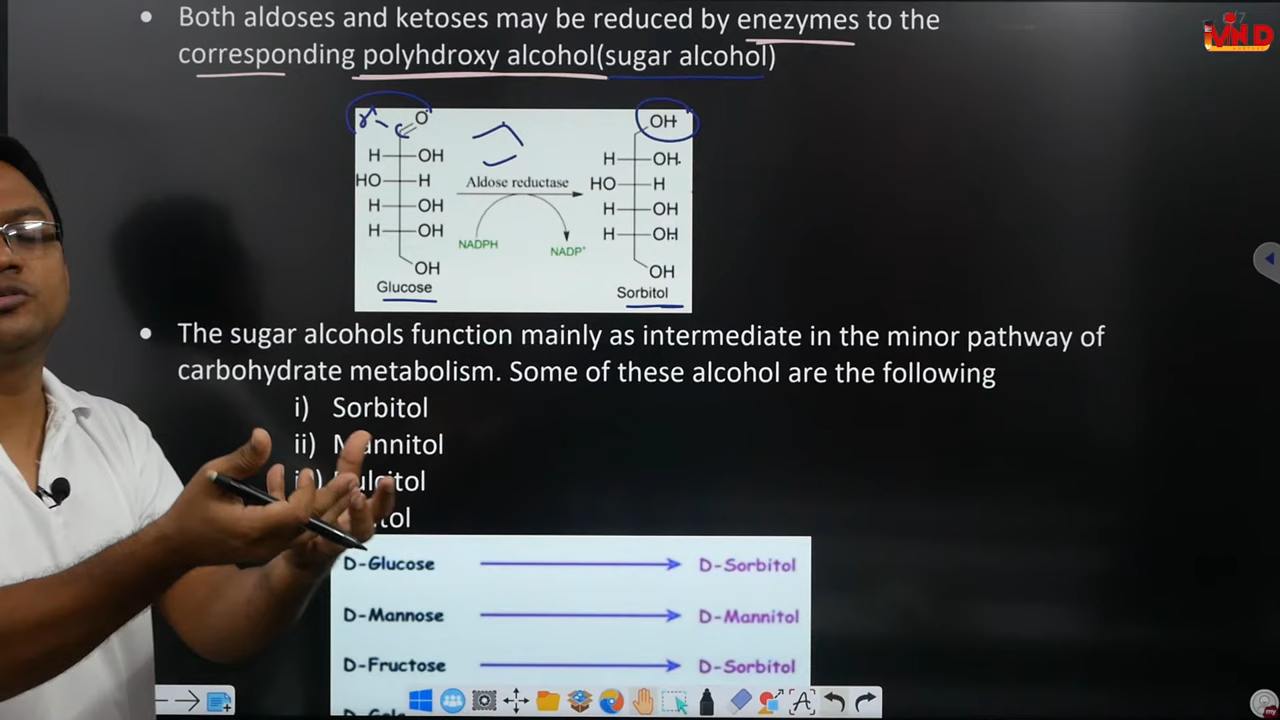 • Both aldoses and ketoses may be reduced by enezymes to the
corresponding polyhdroxy alcohol(sugar alcohol)
O
OH
H OH
HO H
H OH
H OH
OH
Glucose
Aldose reductase
NADPH
NADP+
H OH
HO H
H OH
H OH
OH
Sorbitol
• The sugar alcohols function mainly as intermediate in the minor pathway of
carbohydrate metabolism. Some of these alcohol are the following
i) Sorbitol
ii) Mannitol
D-Glucose D-Sorbitol
D-Mannose D-Mannitol
D-Fructose D-Sorbitol
VND